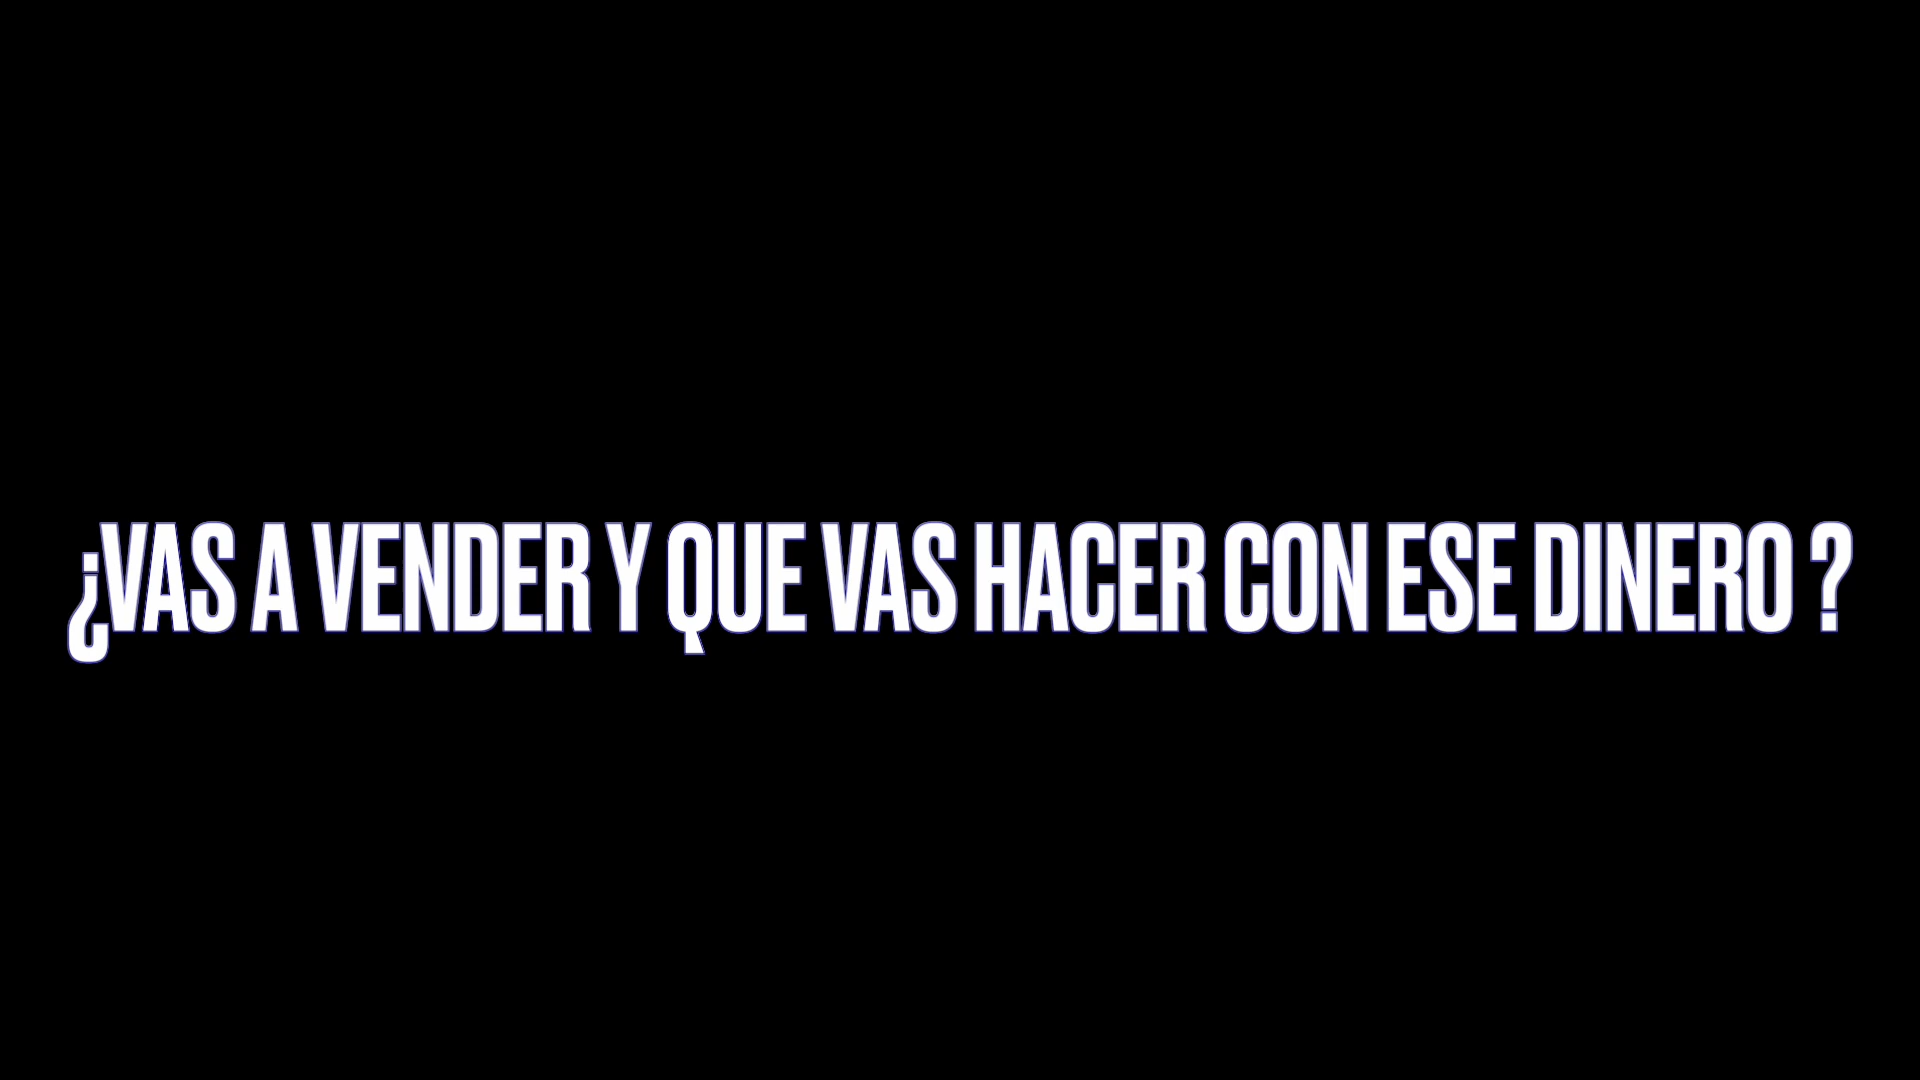 ¿VAS A VENDER Y QUE VAS HACER CON ESE DINERO ?